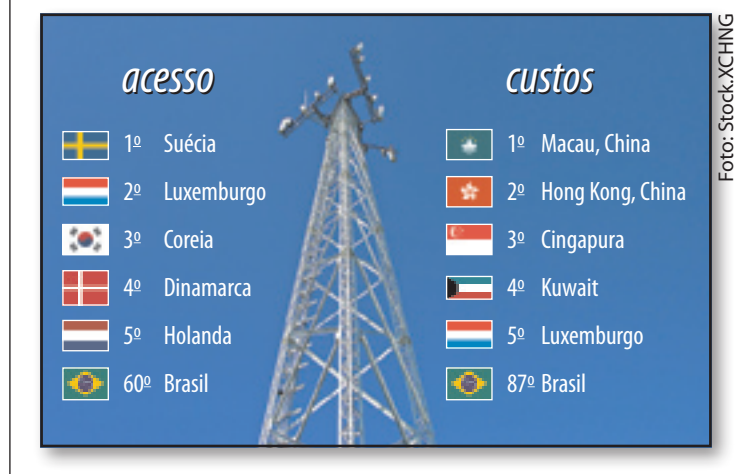 acesso
1º Suécia
2º Luxemburgo
3º Coreia
4º Dinamarca
5º Holanda
60º Brasil
custos
1º Macau, China
2º Hong Kong, China
3º Cingapura
4º Kuwait
5º Luxemburgo
87º Brasil
Foto: Stock.XCHNG